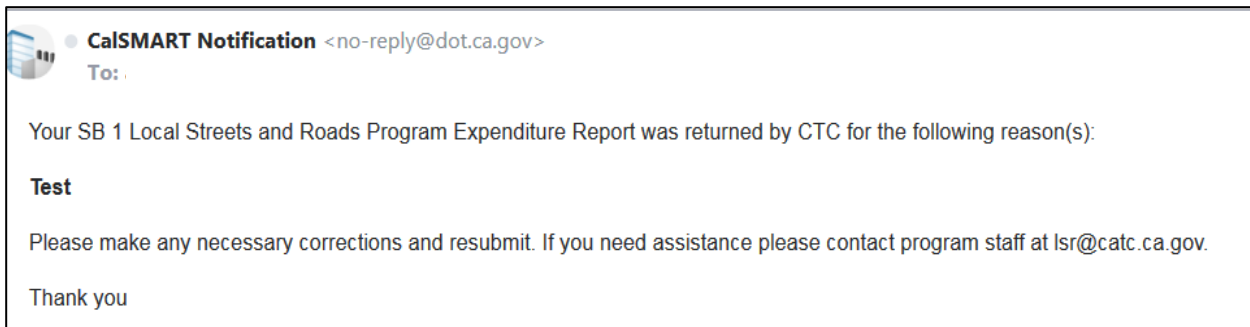 CalSMART Notification <no-reply@dot.ca.gov>
To:
Your SB 1 Local Streets and Roads Program Expenditure Report was returned by CTC for the following reason(s):
Test
Please make any necessary corrections and resubmit. If you need assistance please contact program staff at lsr@catc.ca.gov.
Thank you